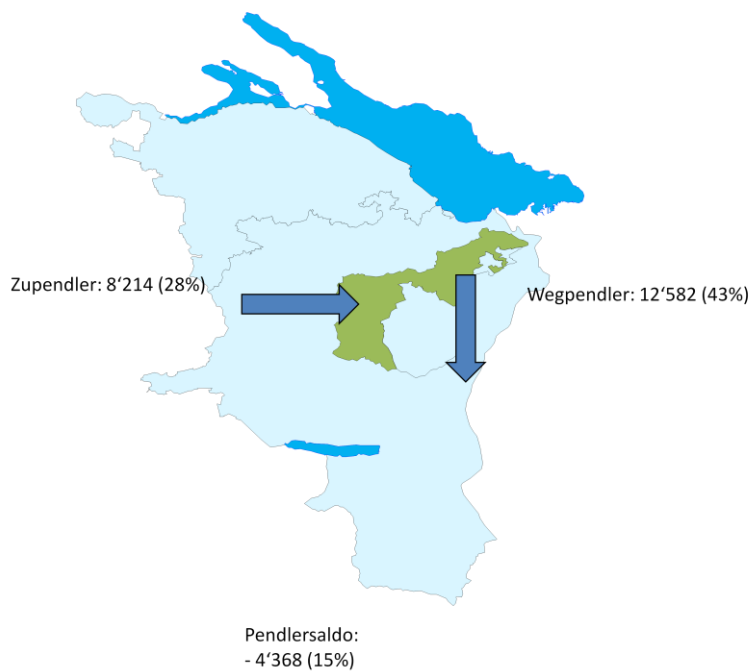 Zupendler: 8‘214 (28%)
Wegpendler: 12‘582 (43%)
Pendlersaldo:
- 4‘368 (15%)